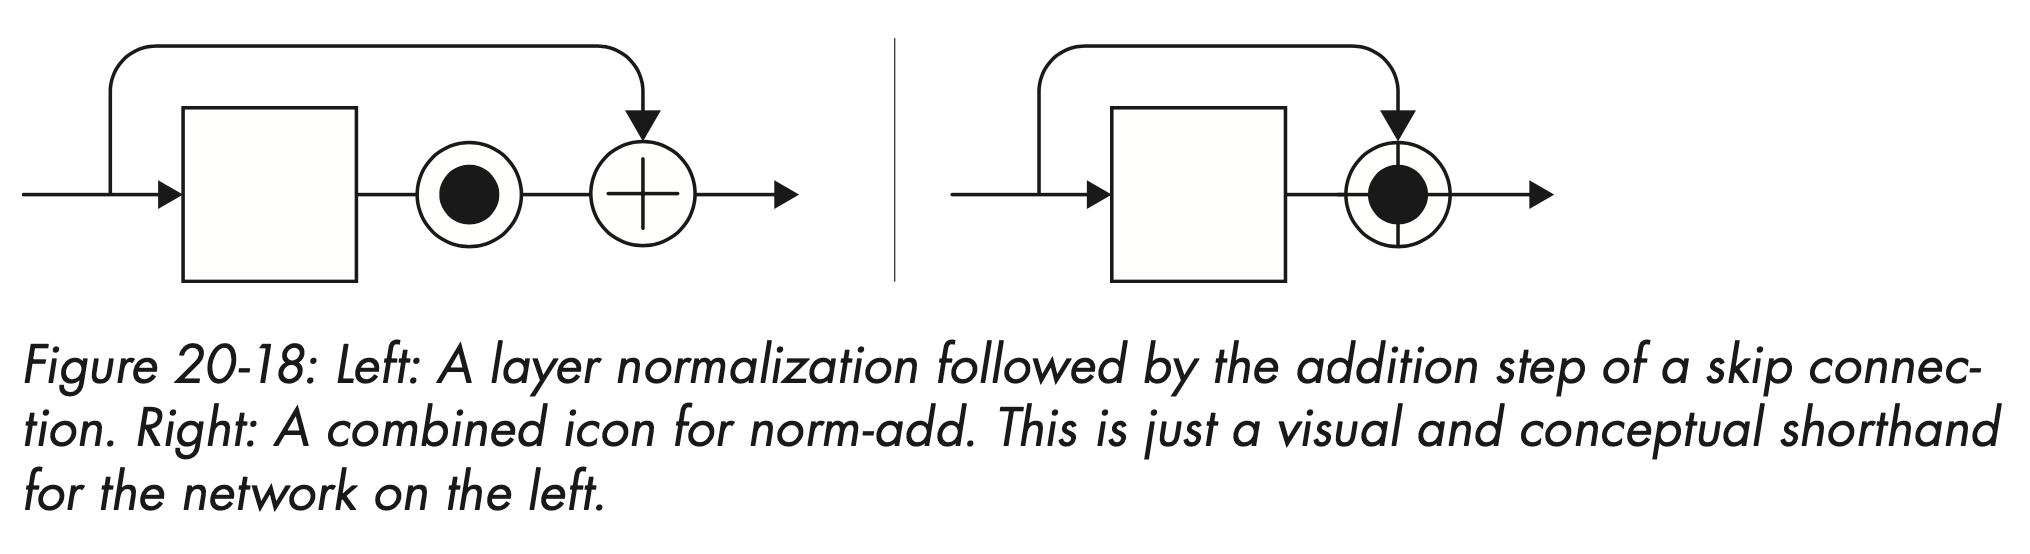 Figure 20-18: Left: A layer normalization followed by the addition step of a skip connec-
tion. Right: A combined icon for norm-add. This is just a visual and conceptual shorthand
for the network on the left.